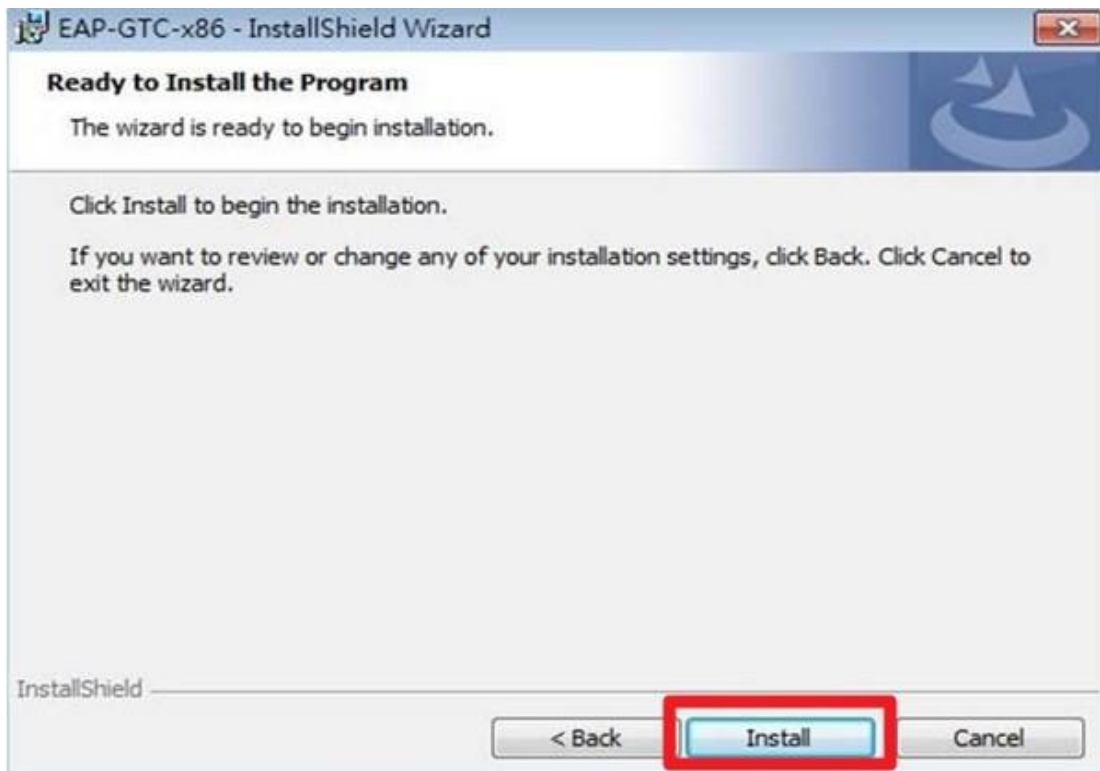 EAP-GTC-x86 - InstallShield Wizard
Ready to Install the Program
The wizard is ready to begin installation.
Click Install to begin the installation.
If you want to review or change any of your installation settings, click Back. Click Cancel to
exit the wizard.
InstallShield
< Back
Install
Cancel